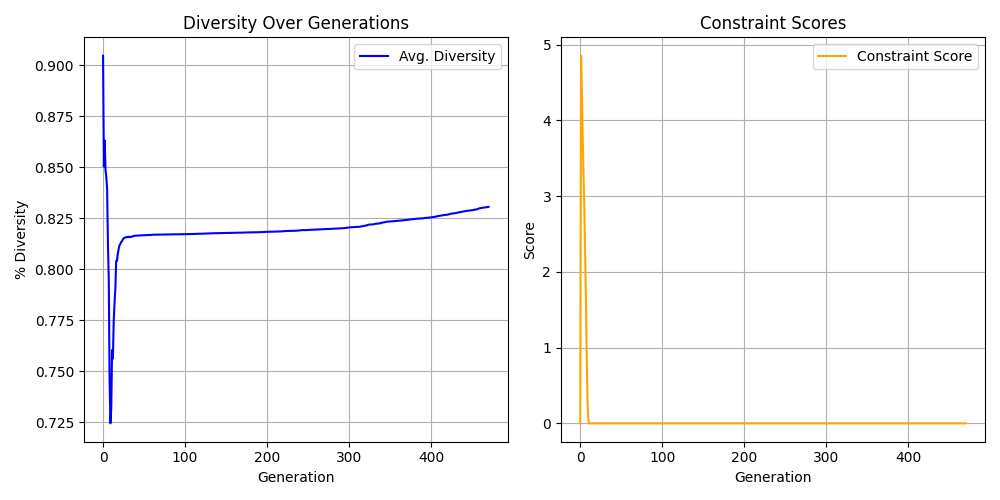 Diversity Over Generations
Avg. Diversity
% Diversity
0.900
0.875
0.850
0.825
0.800
0.775
0.750
0.725
0 100 200 300 400
Generation
Constraint Scores
Constraint Score
Score
5
4
3
2
1
0
0 100 200 300 400
Generation